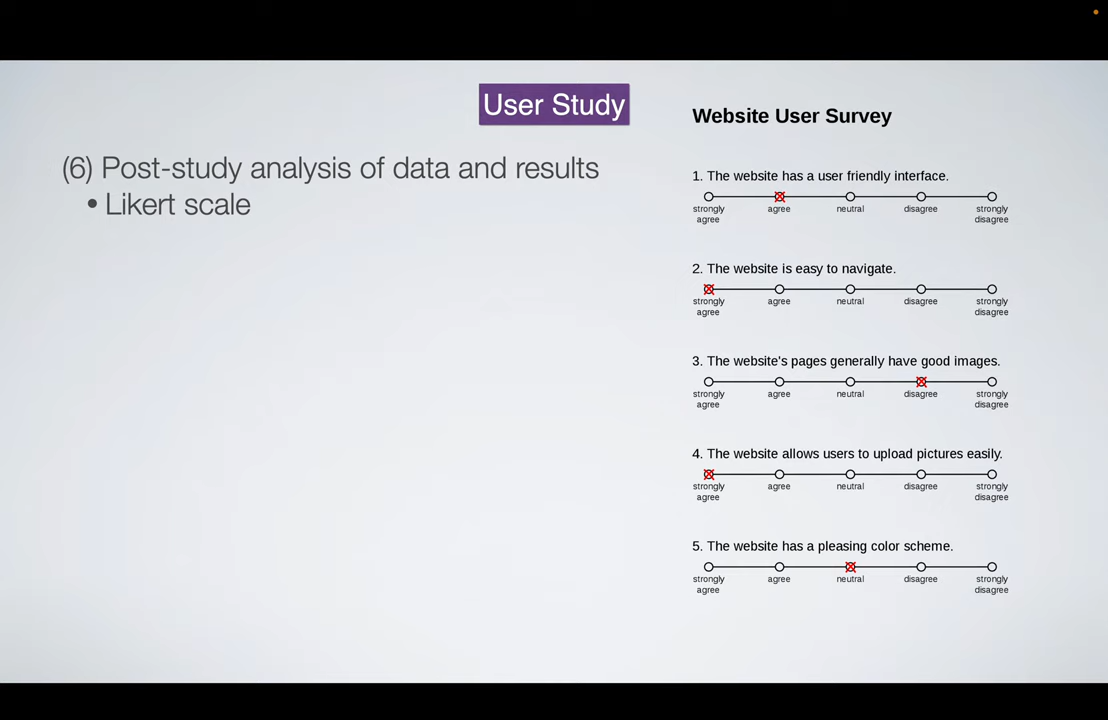 User Study
(6) Post-study analysis of data and results
• Likert scale
Website User Survey
1. The website has a user friendly interface.
strongly agree agree neutral disagree strongly disagree
2. The website is easy to navigate.
strongly agree agree neutral disagree strongly disagree
3. The website's pages generally have good images.
strongly agree agree neutral disagree strongly disagree
4. The website allows users to upload pictures easily.
strongly agree agree neutral disagree strongly disagree
5. The website has a pleasing color scheme.
strongly agree agree neutral disagree strongly disagree